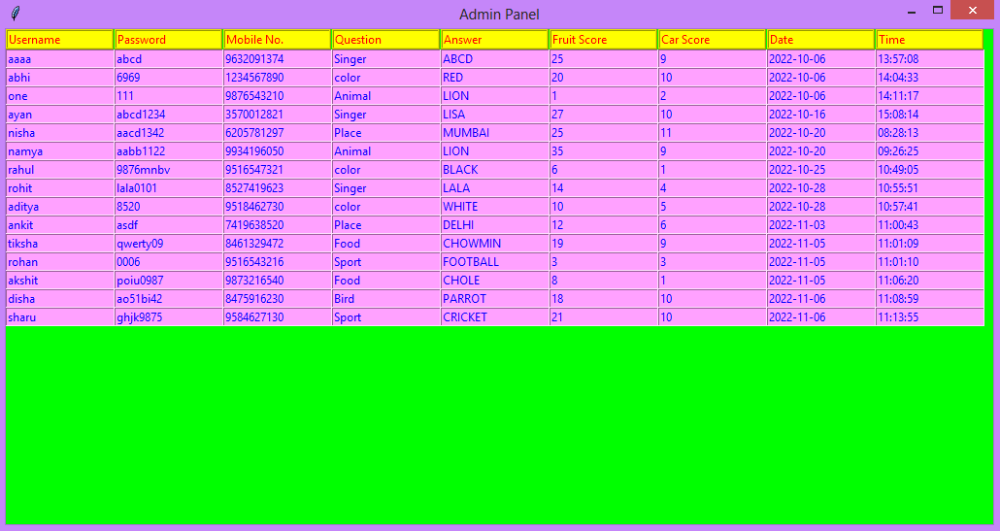 Admin Panel
Username Password Mobile No. Question Answer Fruit Score Car Score Date Time
aaaa abcd 9632091374 Singer ABCD 25 9 2022-10-06 13:57:08
abhi 6969 1234567890 color RED 20 10 2022-10-06 14:04:33
one 111 9876543210 Animal LION 1 2 2022-10-06 14:11:17
ayan abcd1234 3570012821 Singer LISA 27 10 2022-10-16 15:08:14
nisha aacd1342 6205781297 Place MUMBAI 25 11 2022-10-20 08:28:13
namya aabb1122 9934196050 Animal LION 35 9 2022-10-20 09:26:25
rahul 9876mnbv 9516547321 color BLACK 6 1 2022-10-25 10:49:05
rohit lala0101 8527419623 Singer LALA 14 4 2022-10-28 10:55:51
aditya 8520 9518462730 color WHITE 10 5 2022-10-28 10:57:41
ankit asdf 7419638520 Place DELHI 12 6 2022-11-03 11:00:43
tiksha qwerty09 8461329472 Food CHOWMIN 19 9 2022-11-05 11:01:09
rohan 0006 9516543216 Sport FOOTBALL 3 3 2022-11-05 11:01:10
akshit poiu0987 9873216540 Food CHOLE 8 1 2022-11-05 11:06:20
disha ao51bi42 8475916230 Bird PARROT 18 10 2022-11-06 11:08:59
sharu ghjk9875 9584627130 Sport CRICKET 21 10 2022-11-06 11:13:55